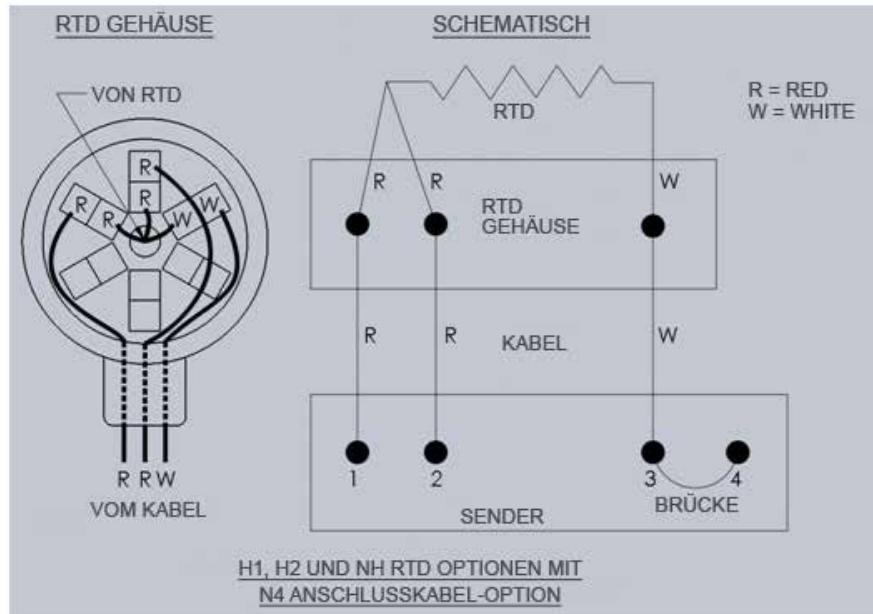 RTD GEHÄUSE
VON RTD
R
R
R
R
W
W
R R W
VOM KABEL
SCHEMATISCH
R = RED
W = WHITE
RTD
R R W
RTD
GEHÄUSE
R R KABEL W
1 2 3 4
BRÜCKE
SENDER
H1, H2 UND NH RTD OPTIONEN MIT
N4 ANSCHLUSSKABEL-OPTION